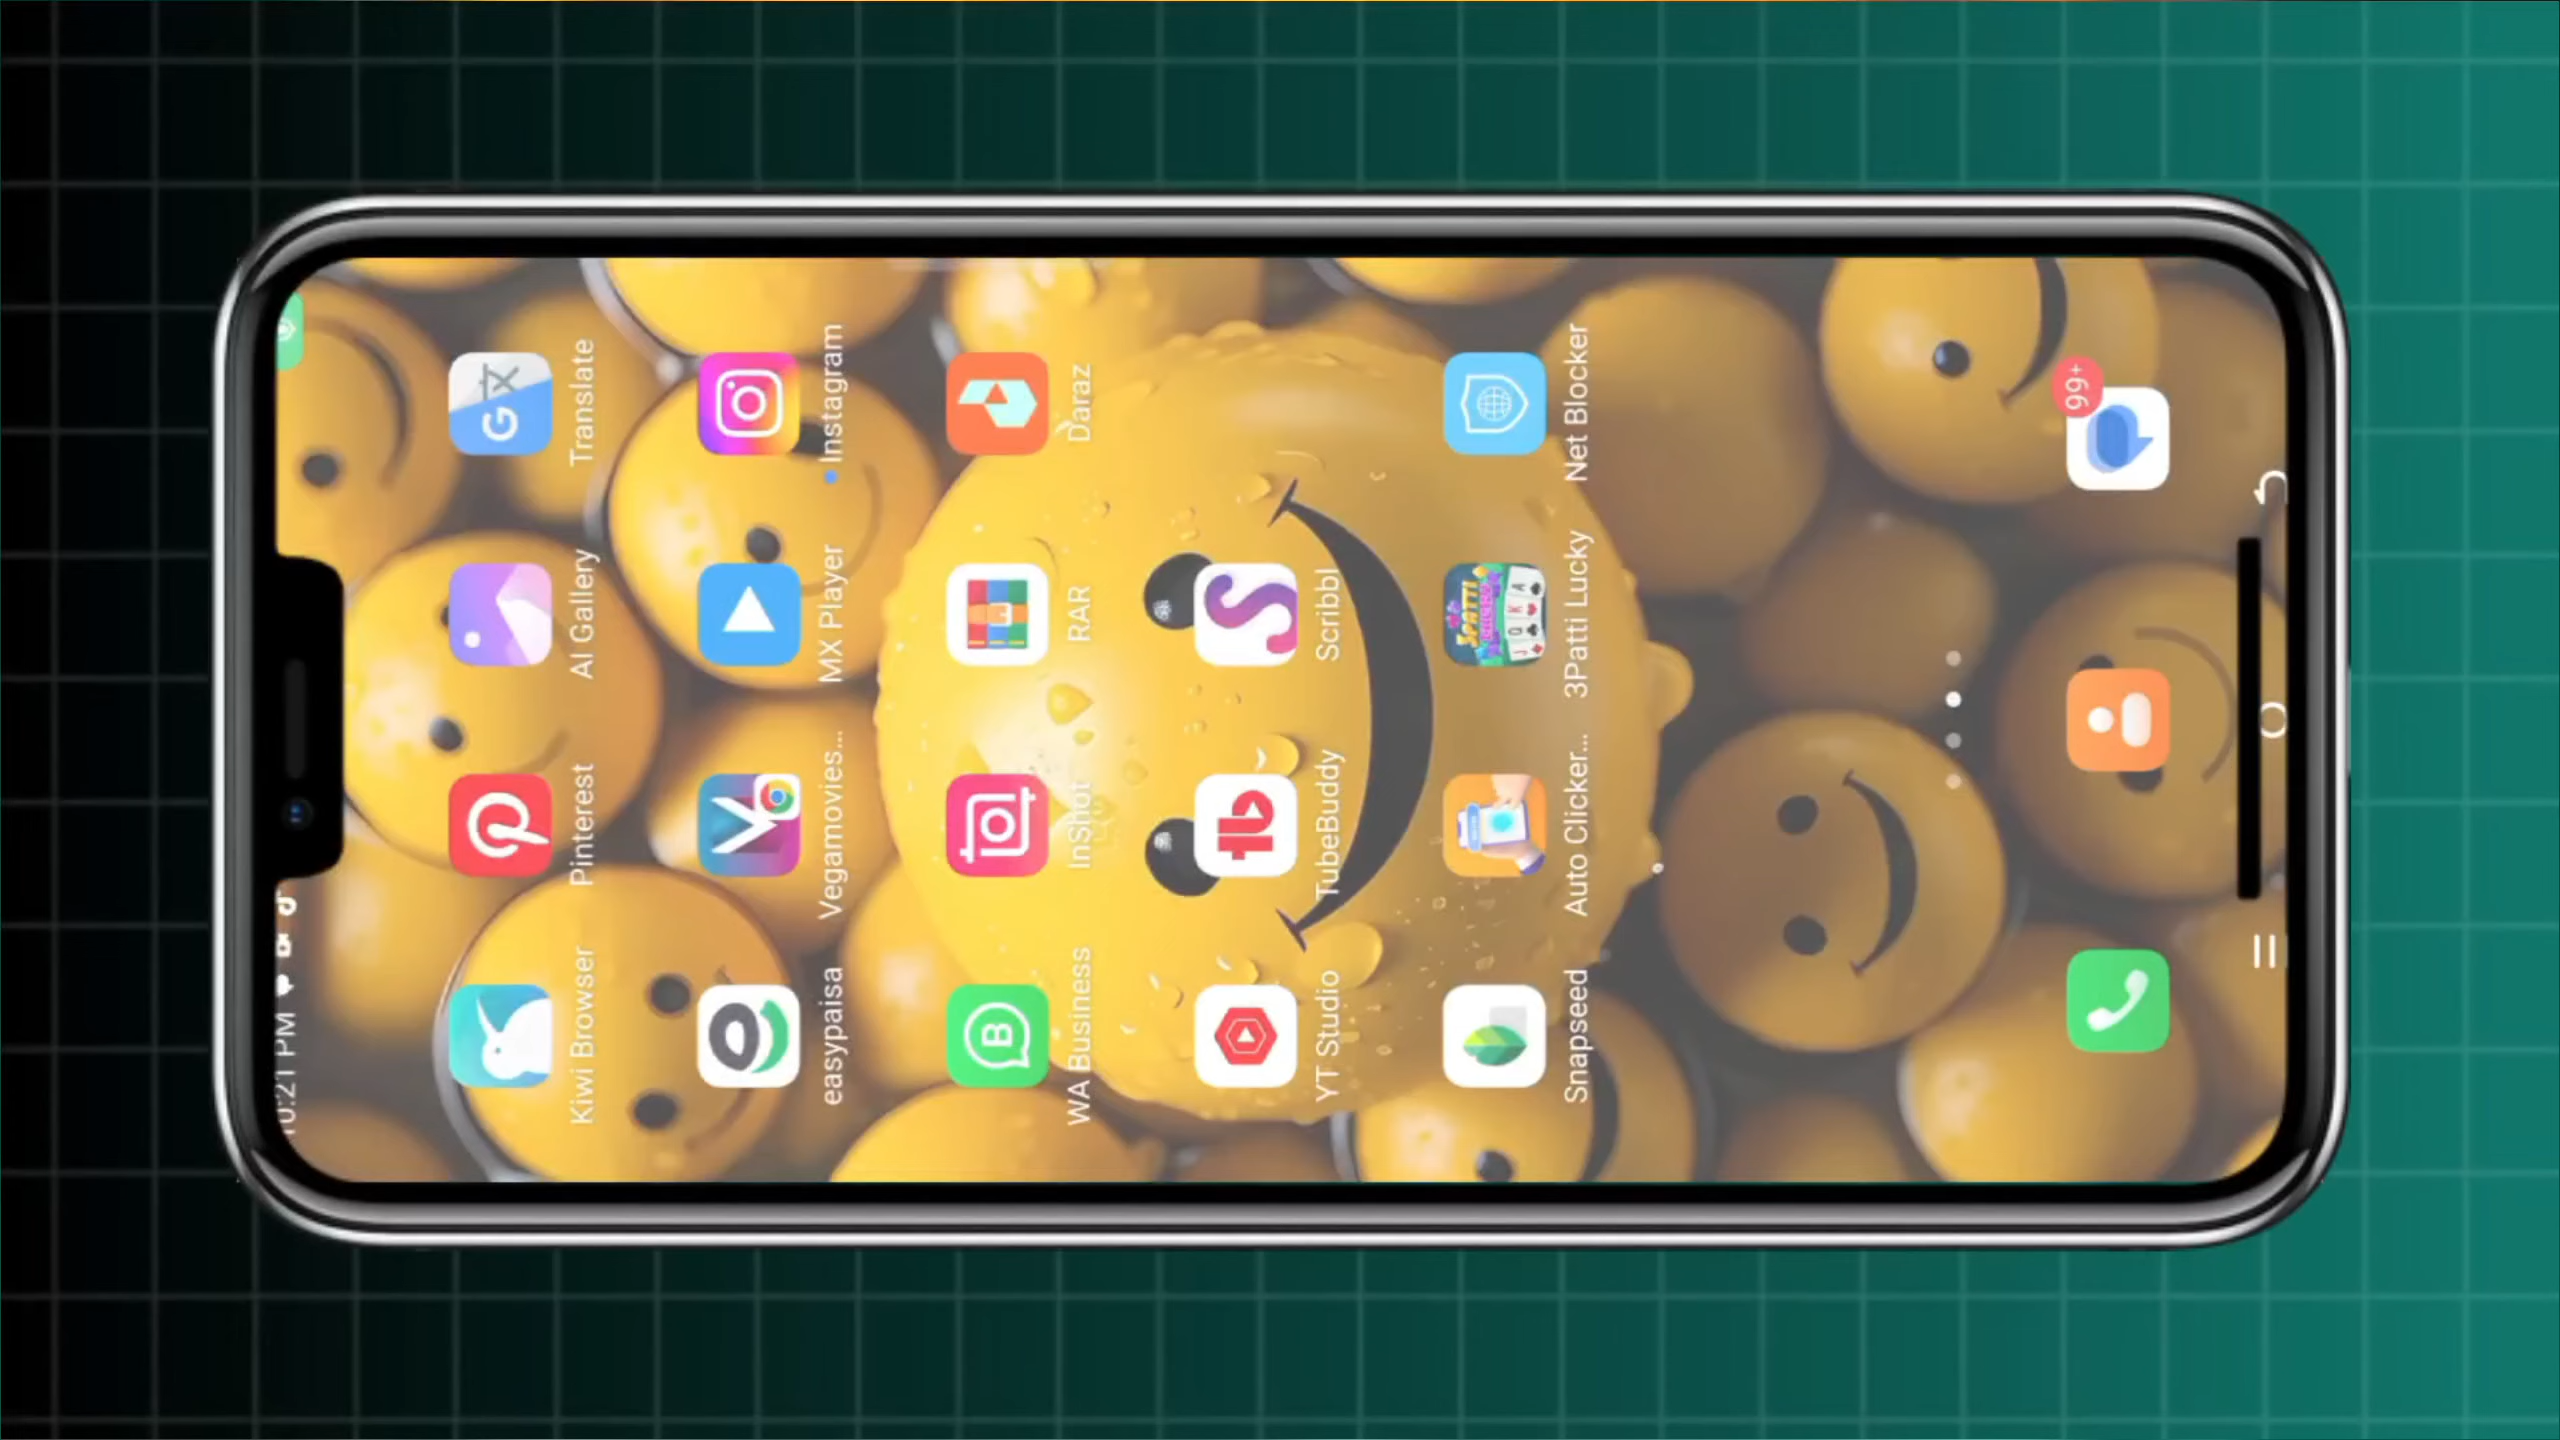 10:21 PM
Kiwi Browser
Pinterest
AI Gallery
Translate
easypaisa
Vegamovies...
MX Player
Instagram
WA Business
InShot
RAR
Daraz
YT Studio
TubeBuddy
Scribbl
Snapseed
Auto Clicker...
3Patti Lucky
Net Blocker
99+